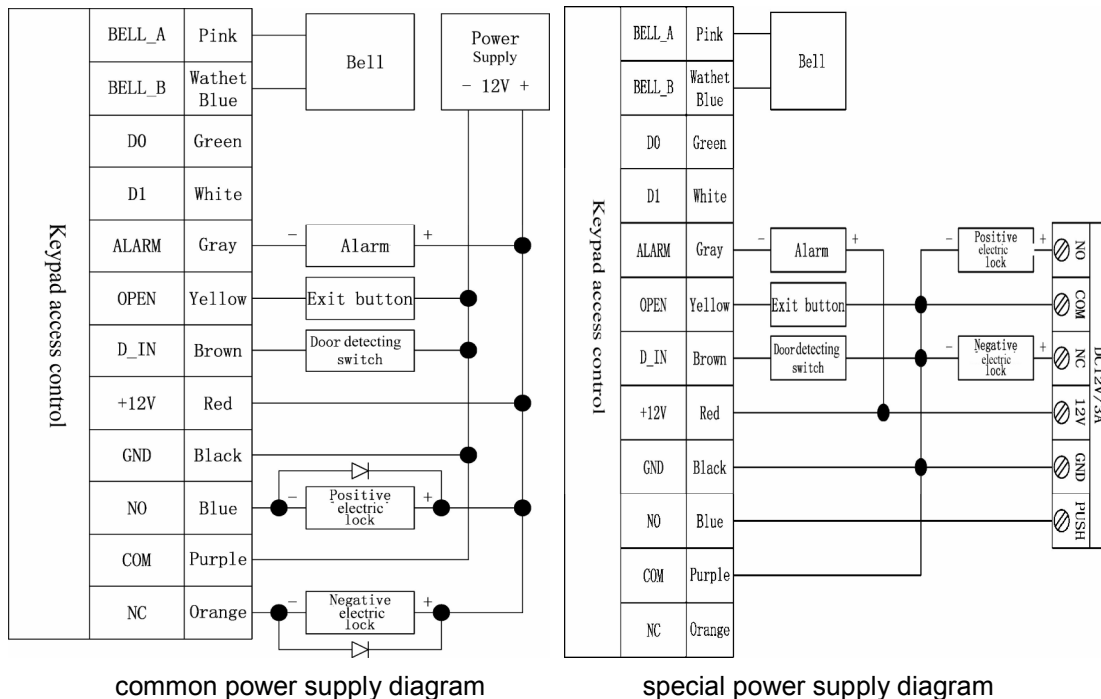 BELL_A Pink
Bell
BELL_B Wathet
Blue
Power
Supply
- 12V +
D0 Green
D1 White
ALARM Gray - Alarm +
OPEN Yellow Exit button
D_IN Brown Door detecting
switch
+12V Red
GND Black
NO Blue - Positive +
electric
lock
COM Purple
NC Orange - Negative +
electric
lock
Keypad access control
common power supply diagram
BELL_A Pink
Bell
BELL_B Wathet
Blue
D0 Green
D1 White
ALARM Gray - Alarm + - Positive + NO
electric
lock
OPEN Yellow Exit button COM
D_IN Brown Door detecting - Negative + NC
switch electric
lock
+12V Red 12V
GND Black GND
NO Blue PUSH
COM Purple
NC Orange
Keypad access control
DC12V/3A
special power supply diagram